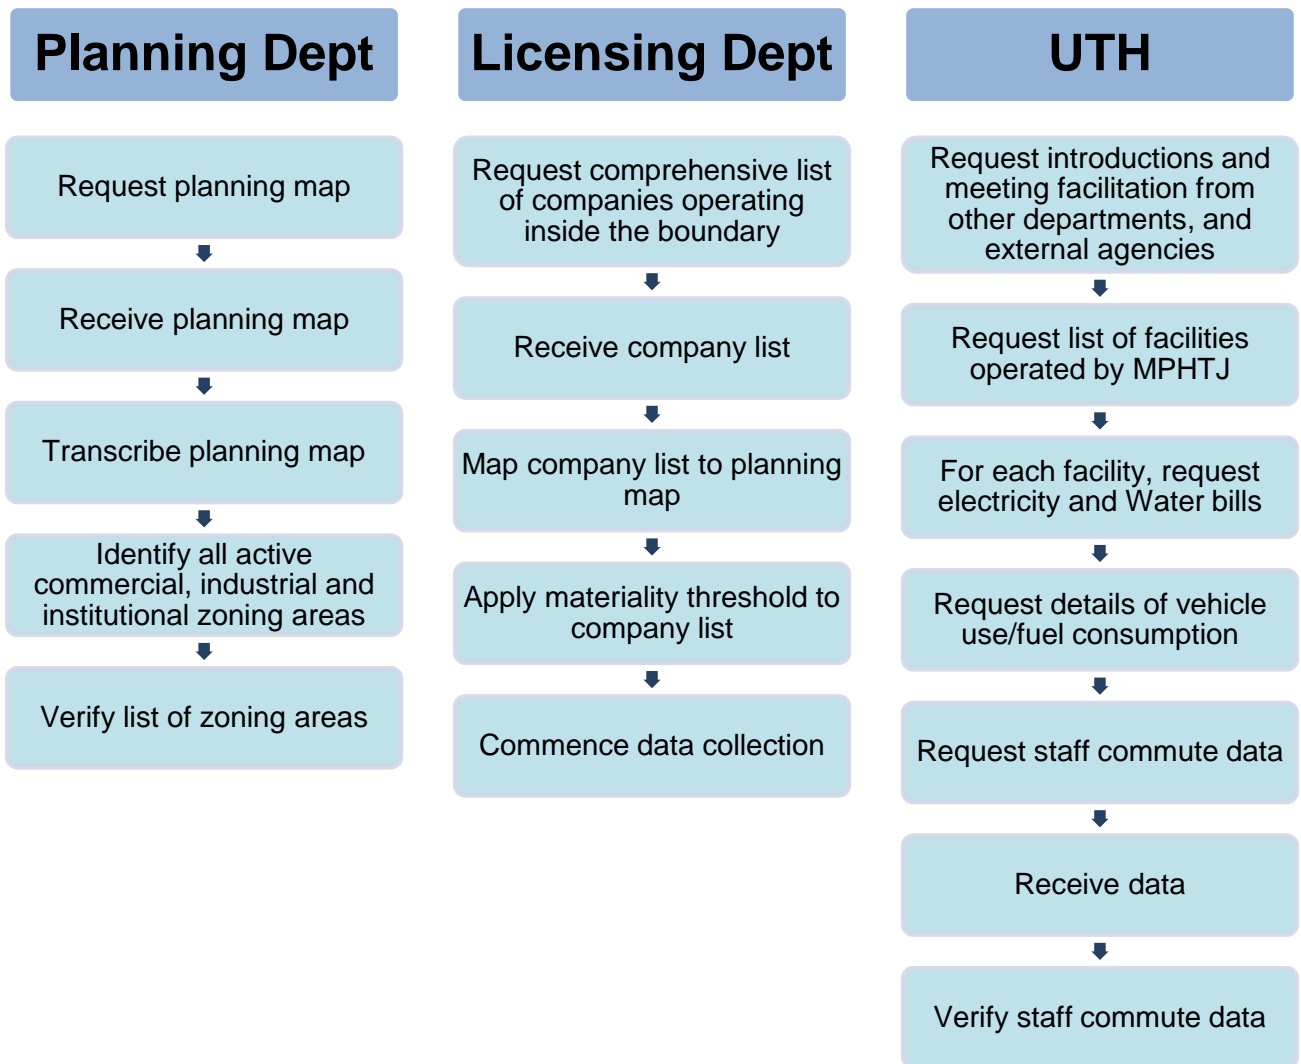 Planning Dept
Request planning map
Receive planning map
Transcribe planning map
Identify all active
commercial, industrial and
institutional zoning areas
Verify list of zoning areas
Licensing Dept
Request comprehensive list
of companies operating
inside the boundary
Receive company list
Map company list to planning
map
Apply materiality threshold to
company list
Commence data collection
UTH
Request introductions and
meeting facilitation from
other departments, and
external agencies
Request list of facilities
operated by MPHTJ
For each facility, request
electricity and Water bills
Request details of vehicle
use/fuel consumption
Request staff commute data
Receive data
Verify staff commute data